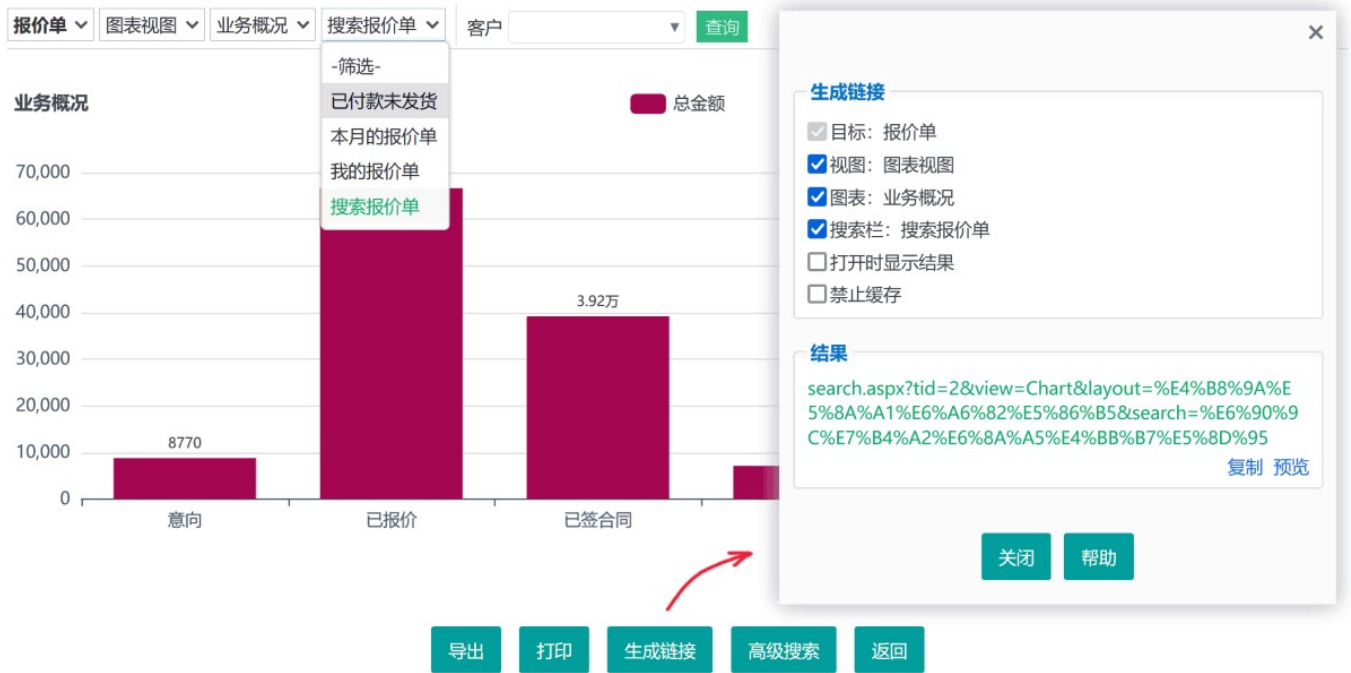 报价单 图表视图 业务概况 搜索报价单 客户 查询
-筛选-
已付款未发货
本月的报价单
我的报价单
搜索报价单
业务概况
总金额
70,000
60,000
50,000
40,000
30,000
20,000
10,000
0
8770
3.92万
意向 已报价 已签合同
生成链接
目标：报价单
视图：图表视图
图表：业务概况
搜索栏：搜索报价单
打开时显示结果
禁止缓存
结果
search.aspx?tid=2&view=Chart&layout=%E4%B8%9A%E
5%8A%A1%E6%A6%82%E5%86%B5&search=%E6%90%9
C%E7%B4%A2%E6%8A%A5%E4%BB%B7%E5%8D%95
复制 预览
关闭 帮助
导出 打印 生成链接 高级搜索 返回